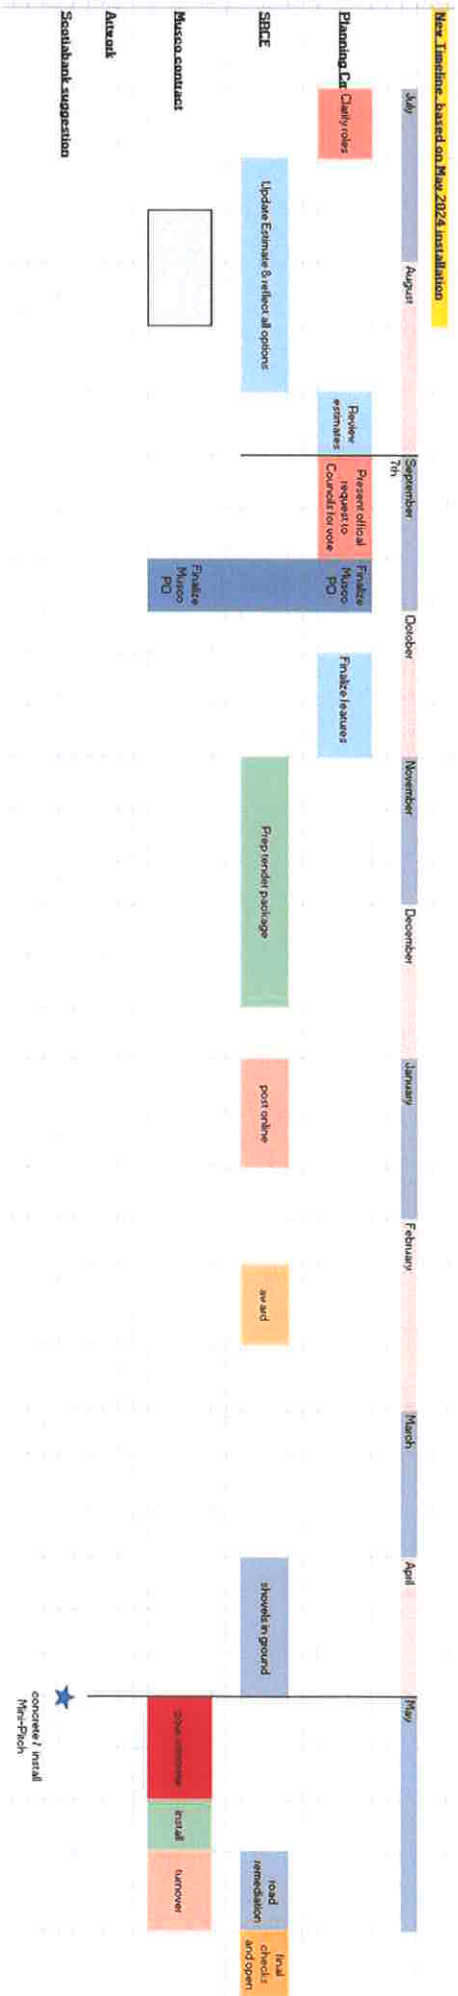 New Timeline, based on May 2024 installation
July
August
September
October
November
December
January
February
March
April
May
7th
Planning Co
Clarify roles
Review
estimates
Present offical
request to
Councils for vote
Finalize
Musco
PO
Finalize features
SBCE
Update Estimate & reflect all options
Prep tender package
post online
award
shovels in ground
road
remediation
final
checks
and open
Musco contract
Finalize
Musco
PO
install
turnover
Artwork
Scotiabank suggestion
concrete / install
Mini-Pitch